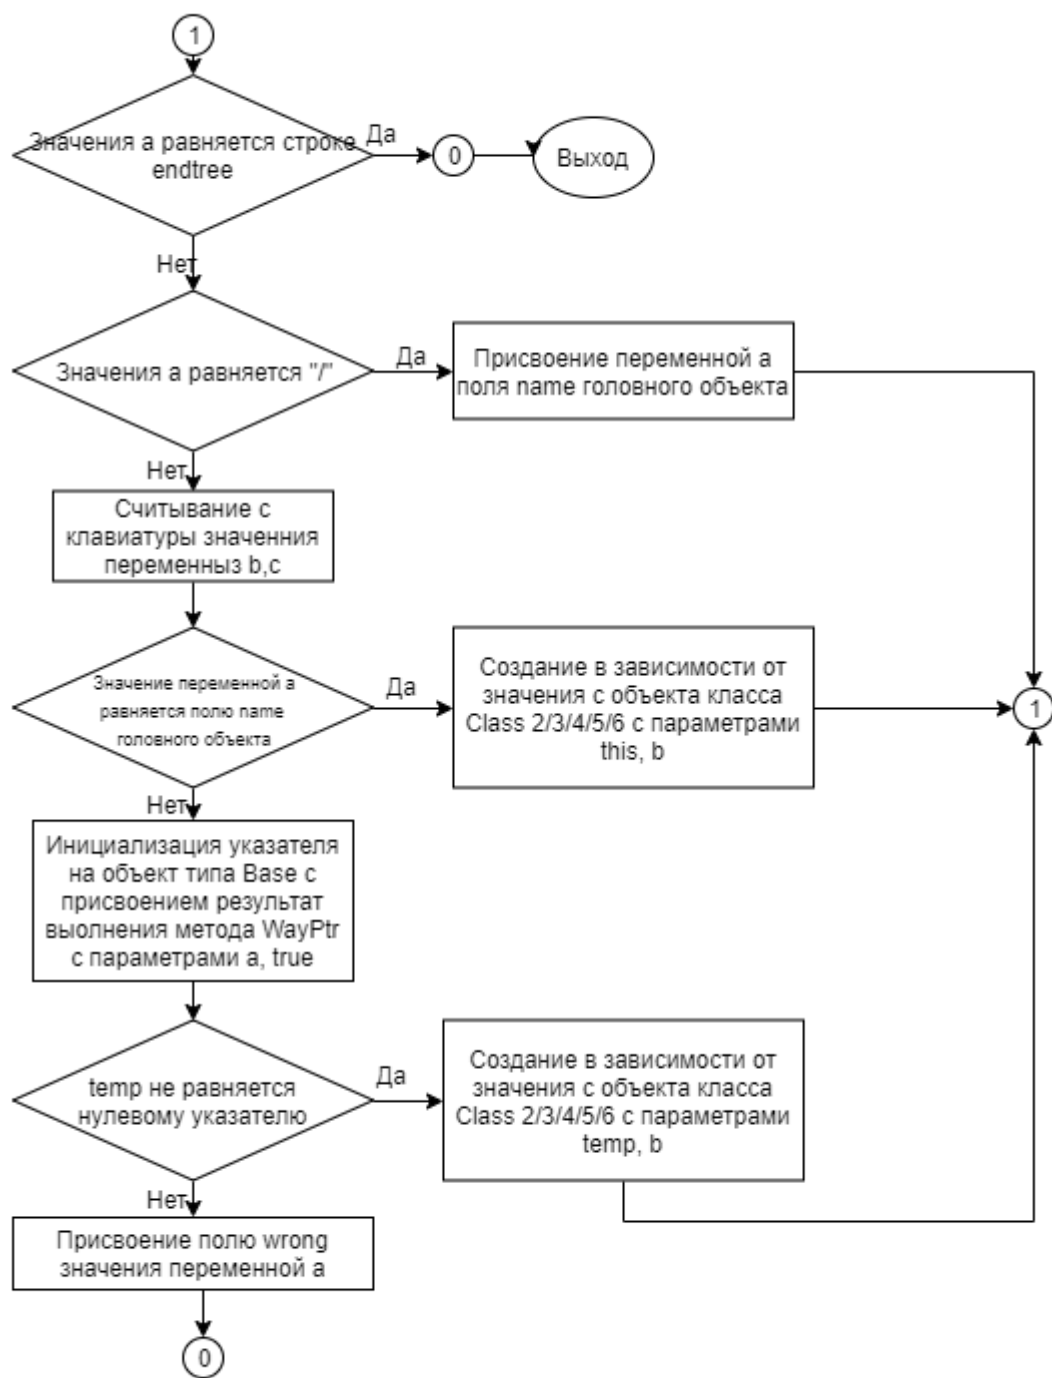 1
Значения а равняется строке
endtree
Да
0
Выход
Нет
Значения а равняется "/"
Да
Присвоение переменной а
поля name головного объекта
Нет
Считывание с
клавиатуры значенния
переменныз b,c
Значение переменной а
равняется полю name
головного объекта
Да
Создание в зависимости от
значения с объекта класса
Class 2/3/4/5/6 с параметрами
this, b
1
Нет
Инициализация указателя
на объект типа Base с
присвоением результат
выолнения метода WayPtr
с параметрами a, true
temp не равняется
нулевому указателю
Да
Создание в зависимости от
значения с объекта класса
Class 2/3/4/5/6 с параметрами
temp, b
Нет
Присвоение полю wrong
значения переменной а
0